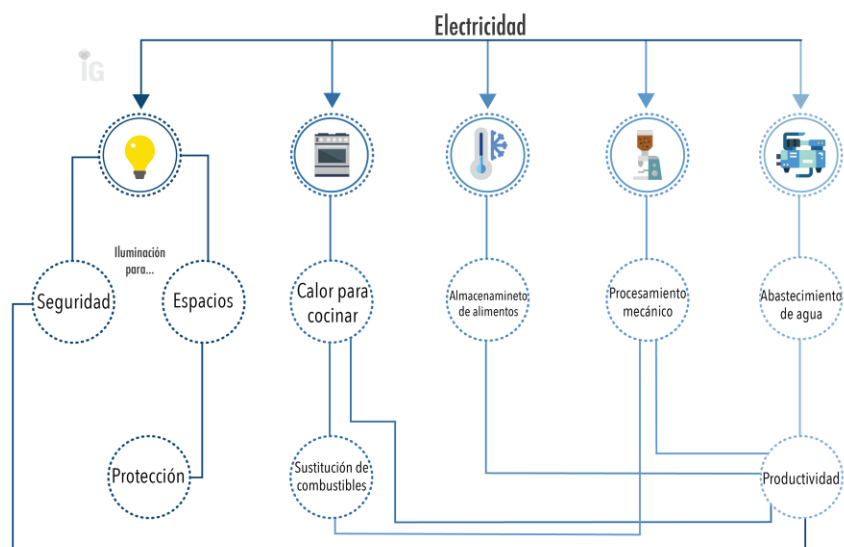 Electricidad
iG
Iluminación
para...
Seguridad
Espacios
Calor para
cocinar
Almacenamineto
de alimentos
Procesamiento
mecánico
Abastecimiento
de agua
Protección
Sustitución de
combustibles
Productividad